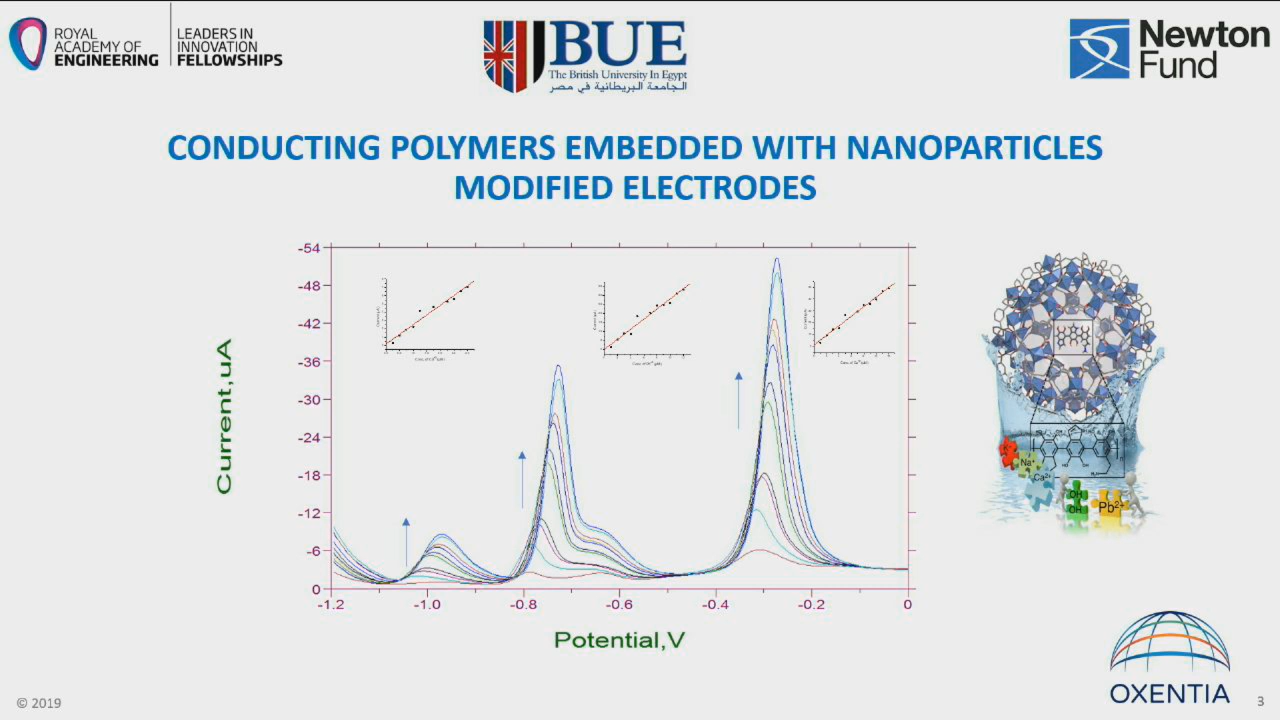 ROYAL
ACADEMY OF
ENGINEERING
LEADERS IN
INNOVATION
FELLOWSHIPS
BUE
The British University In Egypt
الجامعة البريطانية في مصر
Newton
Fund
CONDUCTING POLYMERS EMBEDDED WITH NANOPARTICLES
MODIFIED ELECTRODES
Current,uA
-54
-48
-42
-36
-30
-24
-18
-12
-6
0
-1.2 -1.0 -0.8 -0.6 -0.4 -0.2 0
Potential,V
Na⁺
Ca²⁺
OH
OH
Pb²⁺
OXENTIA
© 2019
3